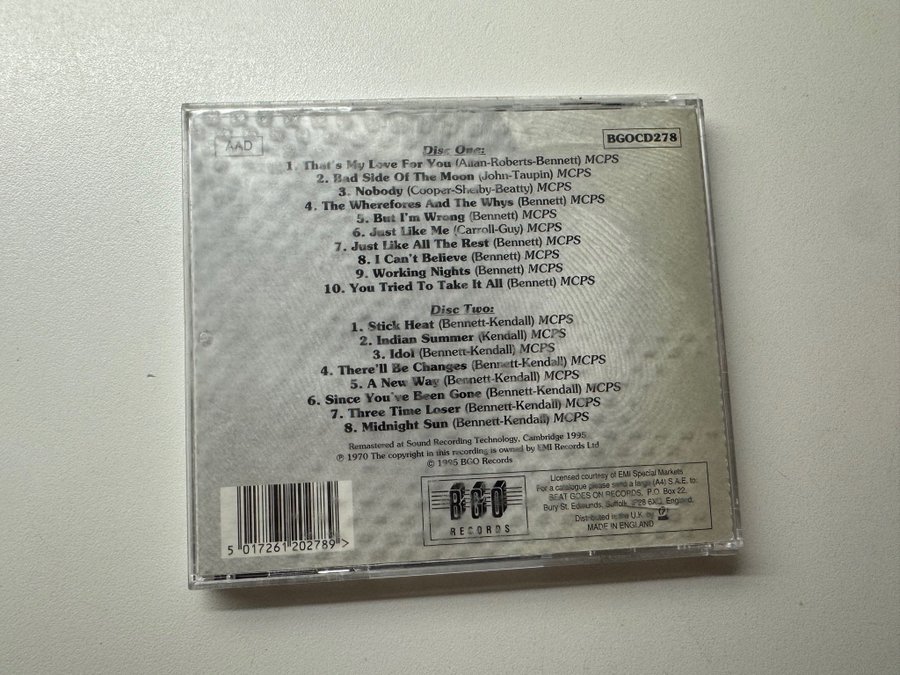 AAD
BGOCD278
Disc One:
1. That's My Love For You (Allan-Roberts-Bennett) MCPS
2. Bad Side Of The Moon (John-Taupin) MCPS
3. Nobody (Cooper-Shelby-Beatty) MCPS
4. The Wherefores And The Whys (Bennett) MCPS
5. But I'm Wrong (Bennett) MCPS
6. Just Like Me (Carroll-Guy) MCPS
7. Just Like All The Rest (Bennett) MCPS
8. I Can't Believe (Bennett) MCPS
9. Working Nights (Bennett) MCPS
10. You Tried To Take It All (Bennett) MCPS
Disc Two:
1. Stick Heat (Bennett-Kendall) MCPS
2. Indian Summer (Kendall) MCPS
3. Idol (Bennett-Kendall) MCPS
4. There'll Be Changes (Bennett-Kendall) MCPS
5. A New Way (Bennett-Kendall) MCPS
6. Since You've Been Gone (Bennett-Kendall) MCPS
7. Three Time Loser (Bennett-Kendall) MCPS
8. Midnight Sun (Bennett-Kendall) MCPS
Remastered at Sound Recording Technology, Cambridge 1995
℗ 1970 The copyright in this recording is owned by EMI Records Ltd
© 1995 BGO Records
5 017261 202789 >
BGO
RECORDS
Licensed courtesy of EMI Special Markets
For a catalogue please send a large (A4) S.A.E. to:
BEAT GOES ON RECORDS, P.O. Box 22,
Bury St. Edmunds, Suffolk, England.
Distributed in the U.K. by
MADE IN ENGLAND